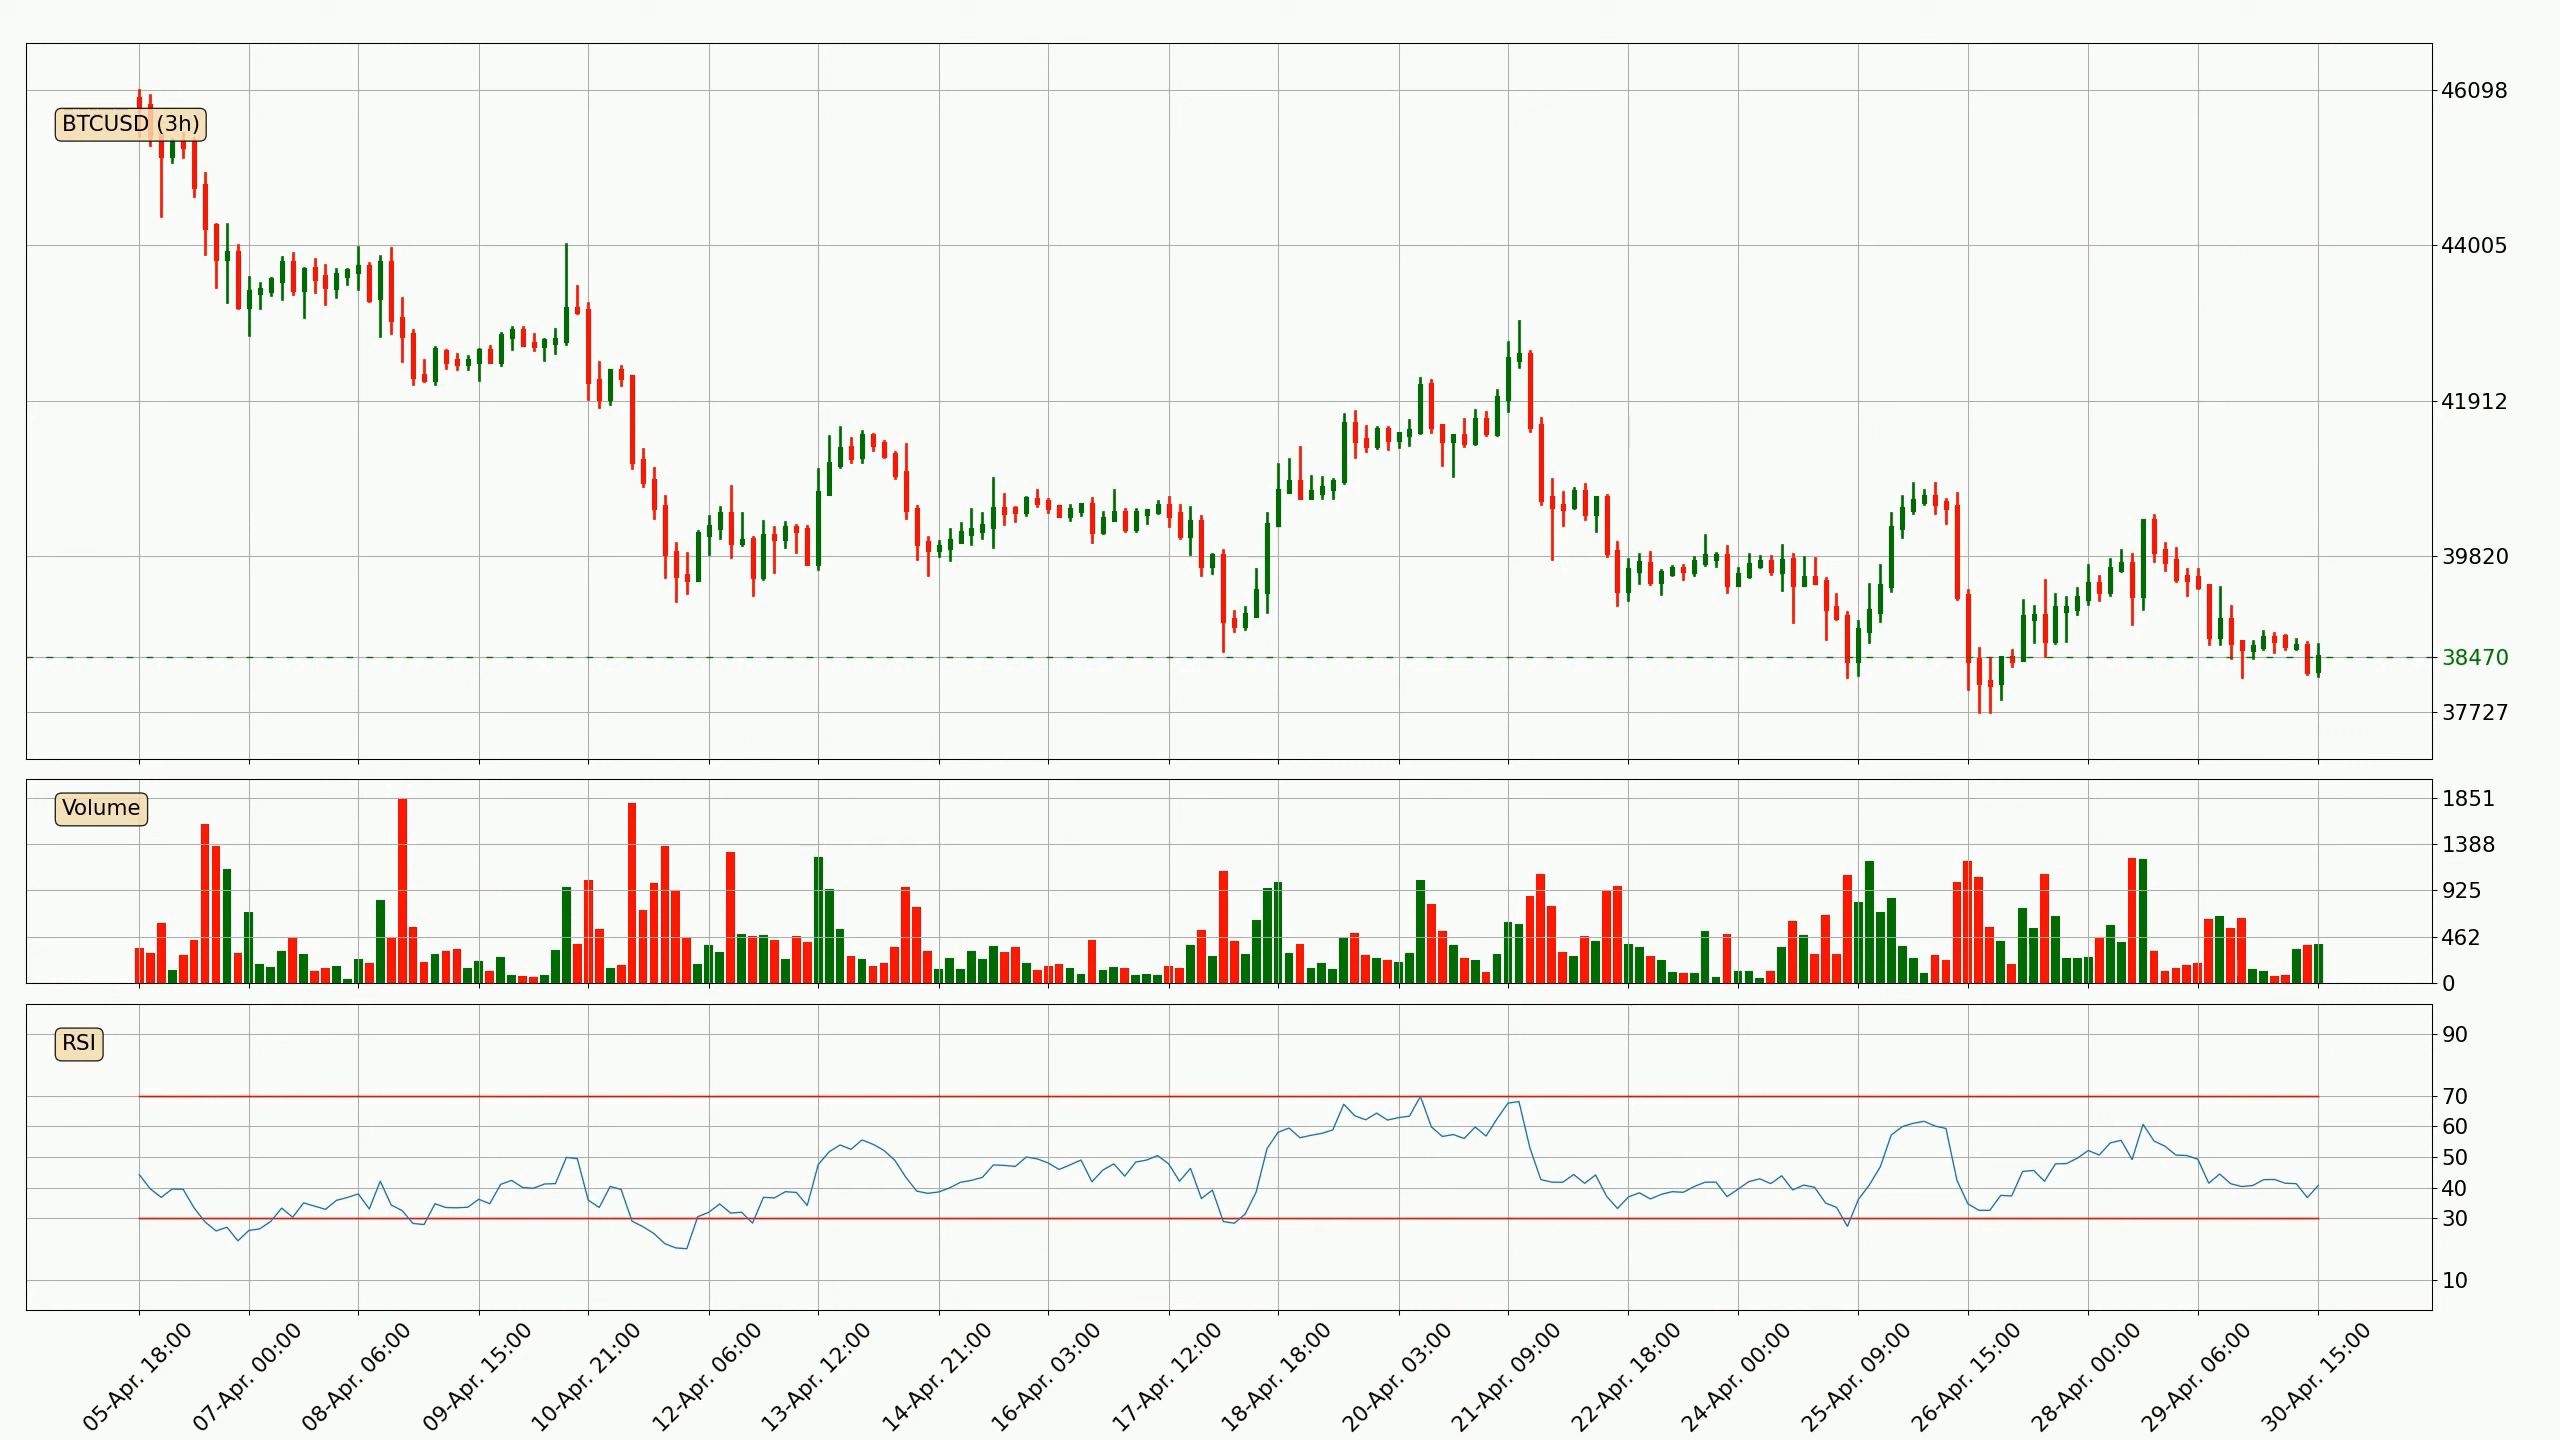 BTCUSD (3h)
46098
44005
41912
39820
38470
37727
Volume
1851
1388
925
462
0
RSI
90
70
60
50
40
30
10
05-Apr. 18:00
07-Apr. 00:00
08-Apr. 06:00
09-Apr. 15:00
10-Apr. 21:00
12-Apr. 06:00
13-Apr. 12:00
14-Apr. 21:00
16-Apr. 03:00
17-Apr. 12:00
18-Apr. 18:00
20-Apr. 03:00
21-Apr. 09:00
22-Apr. 18:00
24-Apr. 00:00
25-Apr. 09:00
26-Apr. 15:00
28-Apr. 00:00
29-Apr. 06:00
30-Apr. 15:00